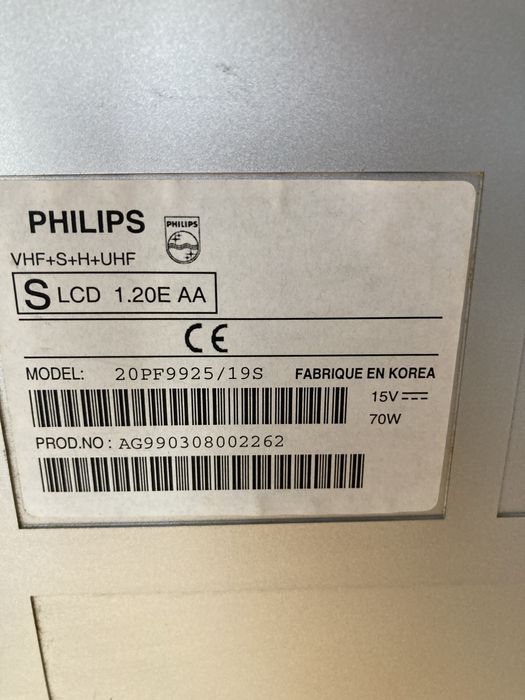 PHILIPS
PHILIPS
VHF+S+H+UHF
S LCD 1.20E AA
CE
MODEL: 20PF9925/19S FABRIQUE EN KOREA
15V
70W
PROD.NO: AG990308002262